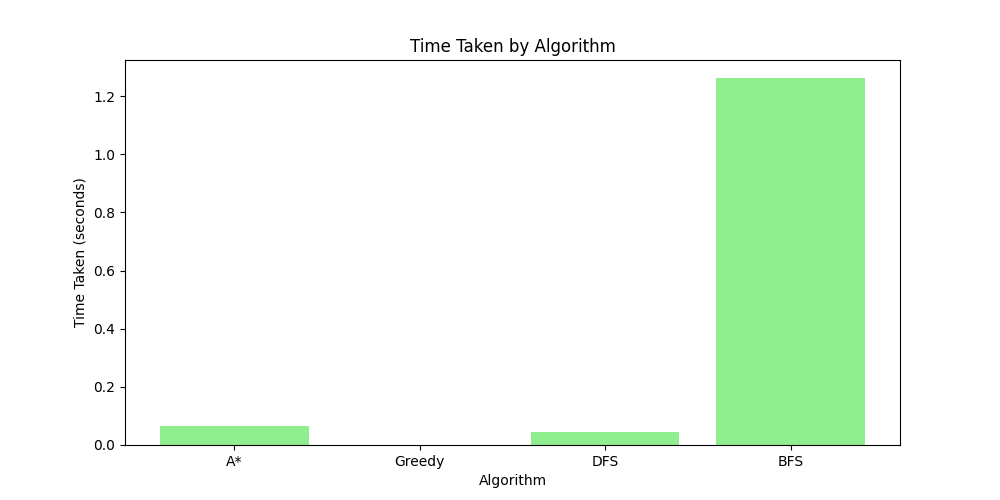 Time Taken by Algorithm
Time Taken (seconds)
1.2
1.0
0.8
0.6
0.4
0.2
0.0
A* Greedy DFS BFS
Algorithm